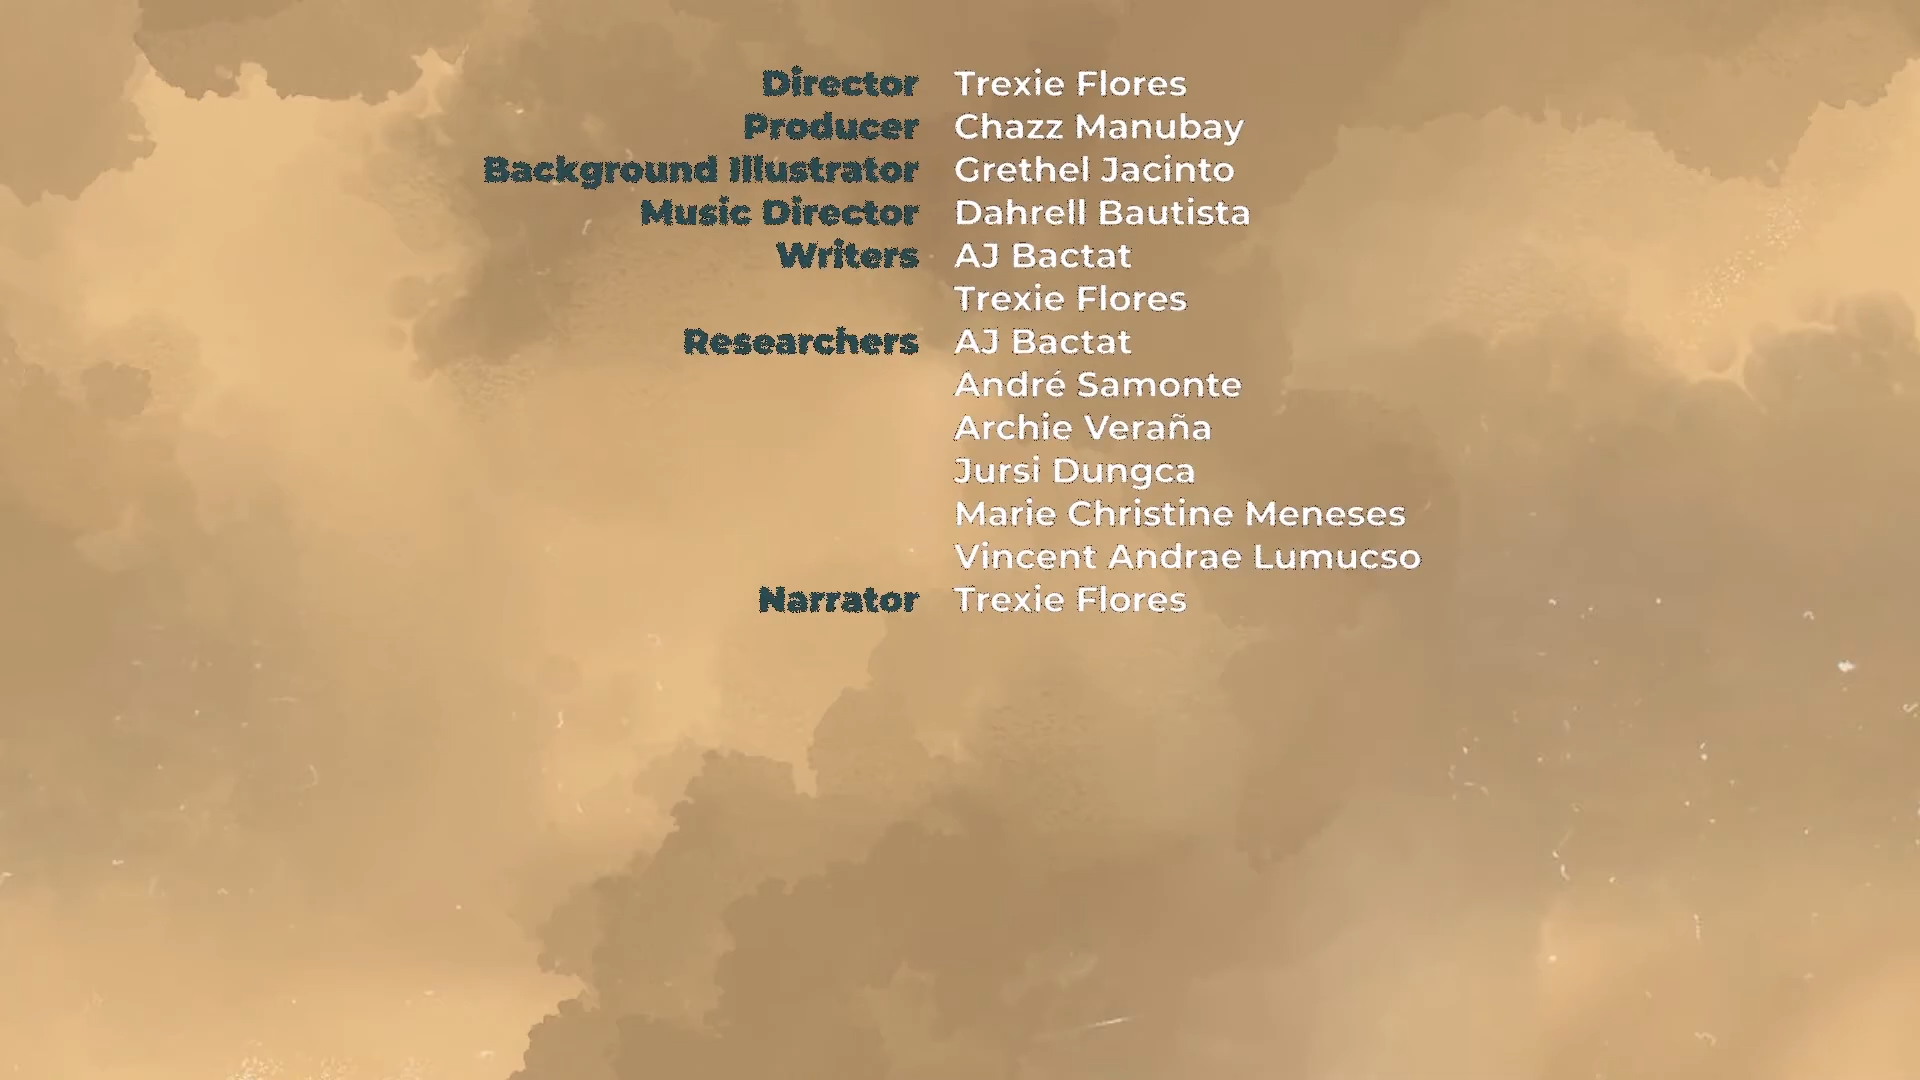 Director Trexie Flores
Producer Chazz Manubay
Background Illustrator Grethel Jacinto
Music Director Dahrell Bautista
Writers AJ Bactat
Trexie Flores
Researchers AJ Bactat
André Samonte
Archie Veraña
Jursi Dungca
Marie Christine Meneses
Vincent Andrae Lumucso
Narrator Trexie Flores